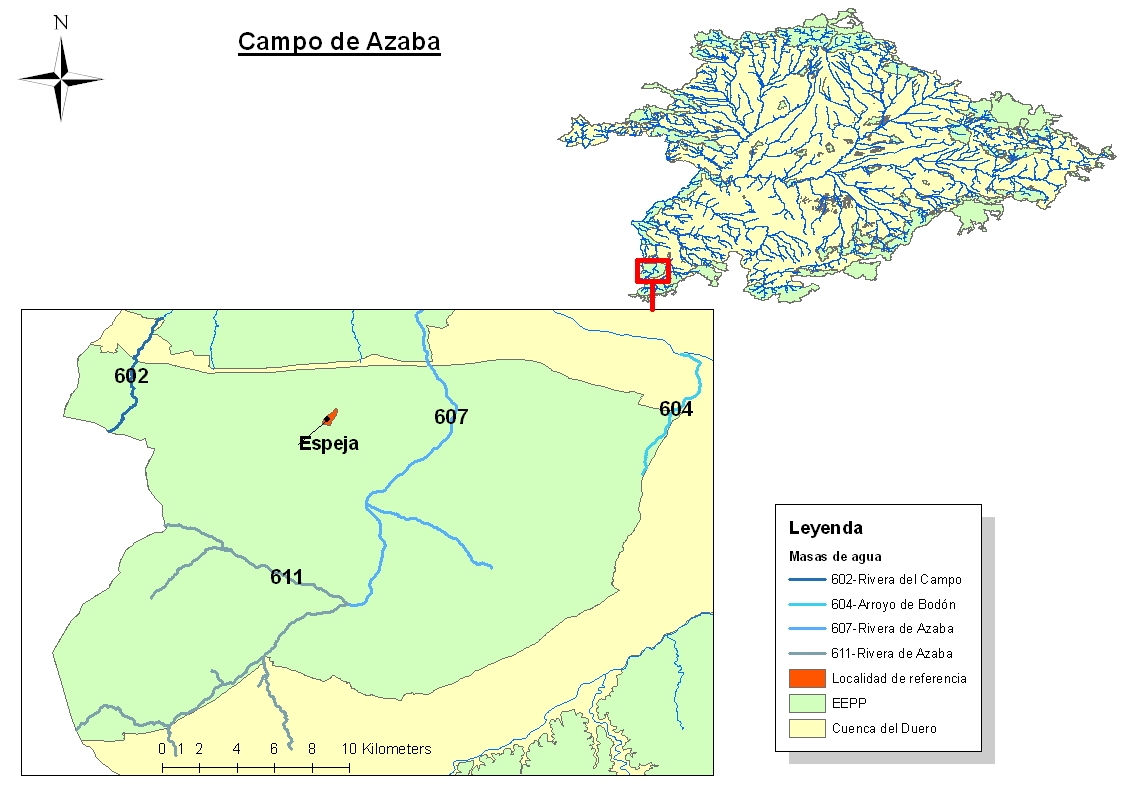 N
Campo de Azaba
602
607
604
Espeja
611
0 1 2 4 6 8 10 Kilometers
Leyenda
Masas de agua
602-Rivera del Campo
604-Arroyo de Bodón
607-Rivera de Azaba
611-Rivera de Azaba
Localidad de referencia
EEPP
Cuenca del Duero